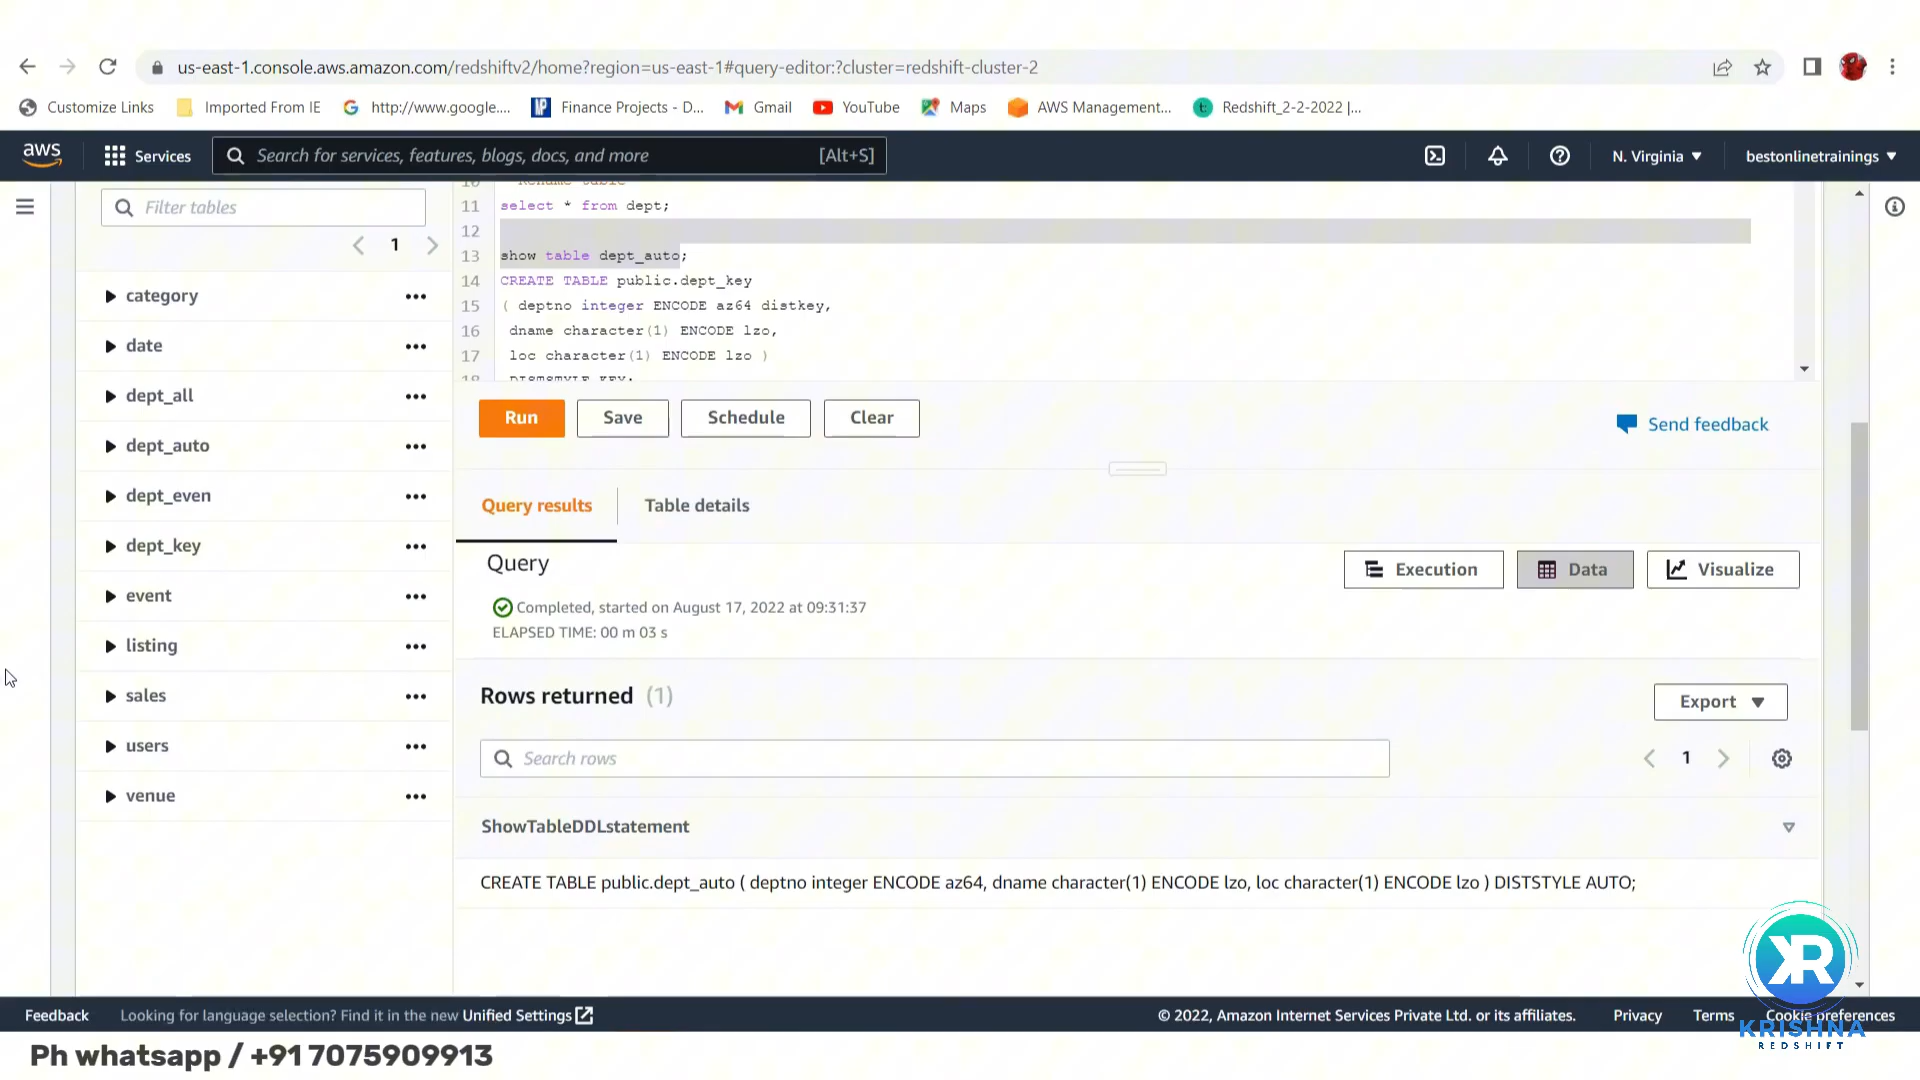 us-east-1.console.aws.amazon.com/redshiftv2/home?region=us-east-1#query-editor:?cluster=redshift-cluster-2
Customize Links
Imported From IE
http://www.google....
Finance Projects - D...
Gmail
YouTube
Maps
AWS Management...
Redshift_2-2-2022 |...
aws
Services
Search for services, features, blogs, docs, and more
[Alt+S]
N. Virginia
bestonlinetrainings
Filter tables
1
category
date
dept_all
dept_auto
dept_even
dept_key
event
listing
sales
users
venue
11 select * from dept;
12
13 show table dept_auto;
14 CREATE TABLE public.dept_key
15 ( deptno integer ENCODE az64 distkey,
16 dname character(1) ENCODE lzo,
17 loc character(1) ENCODE lzo )
Run
Save
Schedule
Clear
Send feedback
Query results
Table details
Query
Execution
Data
Visualize
Completed, started on August 17, 2022 at 09:31:37
ELAPSED TIME: 00 m 03 s
Rows returned (1)
Export
Search rows
1
ShowTableDDLstatement
CREATE TABLE public.dept_auto ( deptno integer ENCODE az64, dname character(1) ENCODE lzo, loc character(1) ENCODE lzo ) DISTSTYLE AUTO;
Feedback
Looking for language selection? Find it in the new Unified Settings
© 2022, Amazon Internet Services Private Ltd. or its affiliates.
Privacy
Terms
Cookie preferences
KR
KRISHNA
REDSHIFT
Ph whatsapp / +91 7075909913